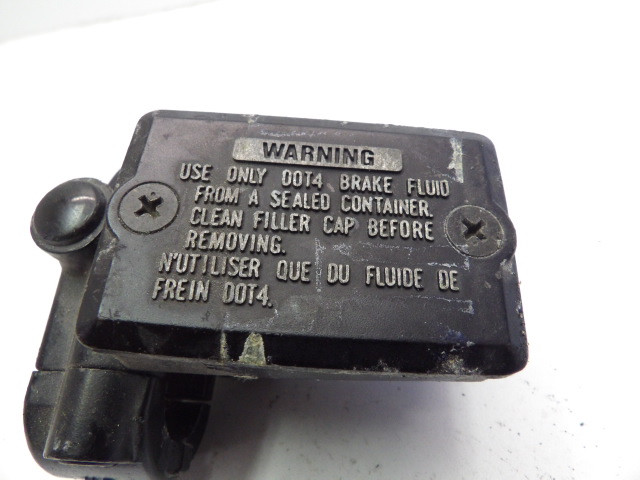 WARNING
USE ONLY DOT4 BRAKE FLUID
FROM A SEALED CONTAINER.
CLEAN FILLER CAP BEFORE
REMOVING.
N'UTILISER QUE DU FLUIDE DE
FREIN DOT4.